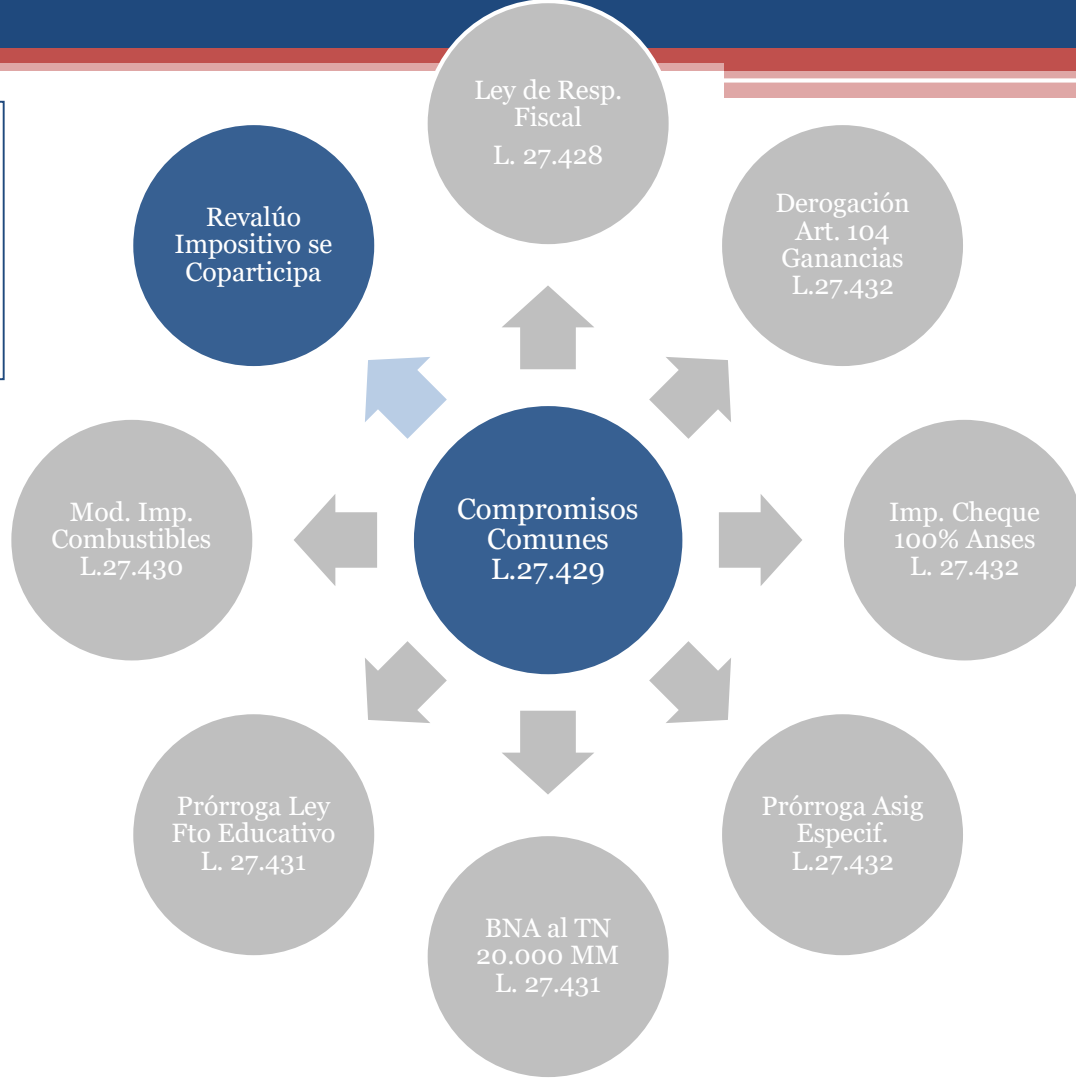 Ley de Resp.
Fiscal
L. 27.428
Derogación
Art. 104
Ganancias
L.27.432
Imp. Cheque
100% Anses
L. 27.432
Prórroga Asig
Especif.
L.27.432
BNA al TN
20.000 MM
L. 27.431
Prórroga Ley
Fto Educativo
L. 27.431
Mod. Imp.
Combustibles
L.27.430
Revalúo
Impositivo se
Coparticipa
Compromisos
Comunes
L.27.429